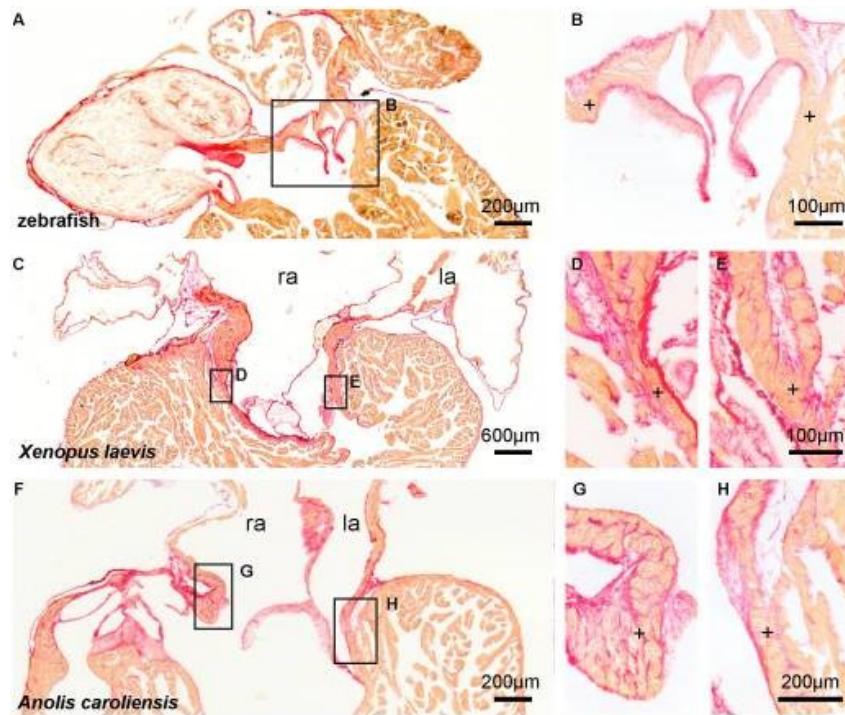 A
B
zebrafish
200µm
B
+
+
100µm
C
ra
la
D
E
Xenopus laevis
600µm
D
+
E
+
100µm
F
ra
la
G
H
Anolis caroliensis
200µm
G
+
H
+
200µm